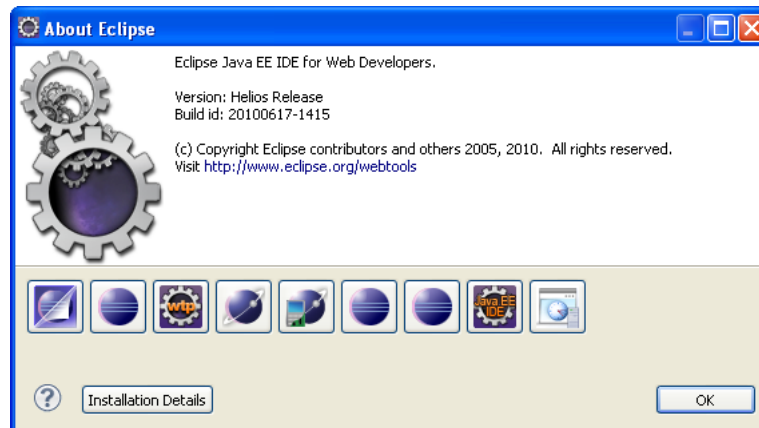 About Eclipse
Eclipse Java EE IDE for Web Developers.
Version: Helios Release
Build id: 20100617-1415
(c) Copyright Eclipse contributors and others 2005, 2010.  All rights reserved.
Visit http://www.eclipse.org/webtools
wtp
Java EE
IDE
?
Installation Details
OK